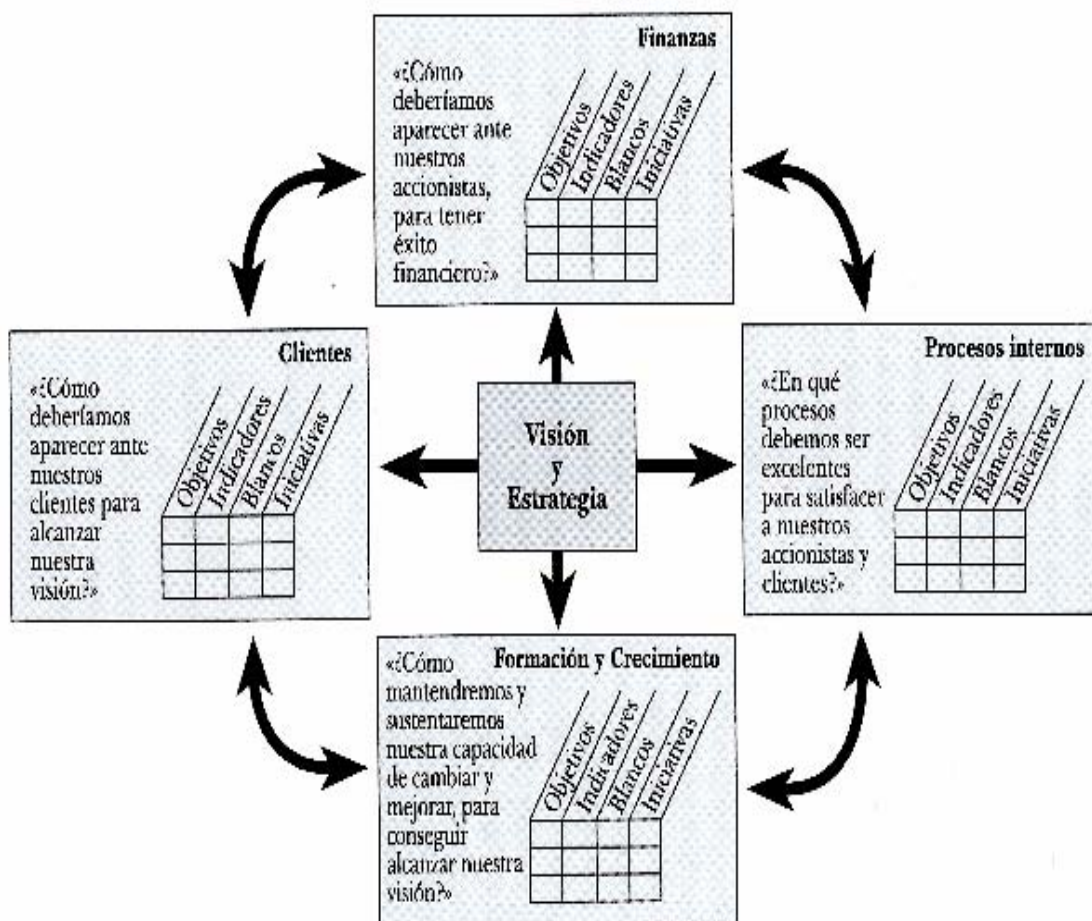 Finanzas
«¿Cómo
deberíamos
aparecer ante
nuestros
accionistas,
para tener
éxito
financiero?»
Objetivos
Indicadores
Blancos
Iniciativas
Clientes
«¿Cómo
deberíamos
aparecer ante
nuestros
clientes para
alcanzar
nuestra
visión?»
Objetivos
Indicadores
Blancos
Iniciativas
Visión
y
Estrategia
Procesos internos
«¿En qué
procesos
debemos ser
excelentes
para satisfacer
a nuestros
accionistas y
clientes?»
Objetivos
Indicadores
Blancos
Iniciativas
Formación y Crecimiento
«¿Cómo
mantendremos y
sustentaremos
nuestra capacidad
de cambiar y
mejorar, para
conseguir
alcanzar nuestra
visión?»
Objetivos
Indicadores
Blancos
Iniciativas